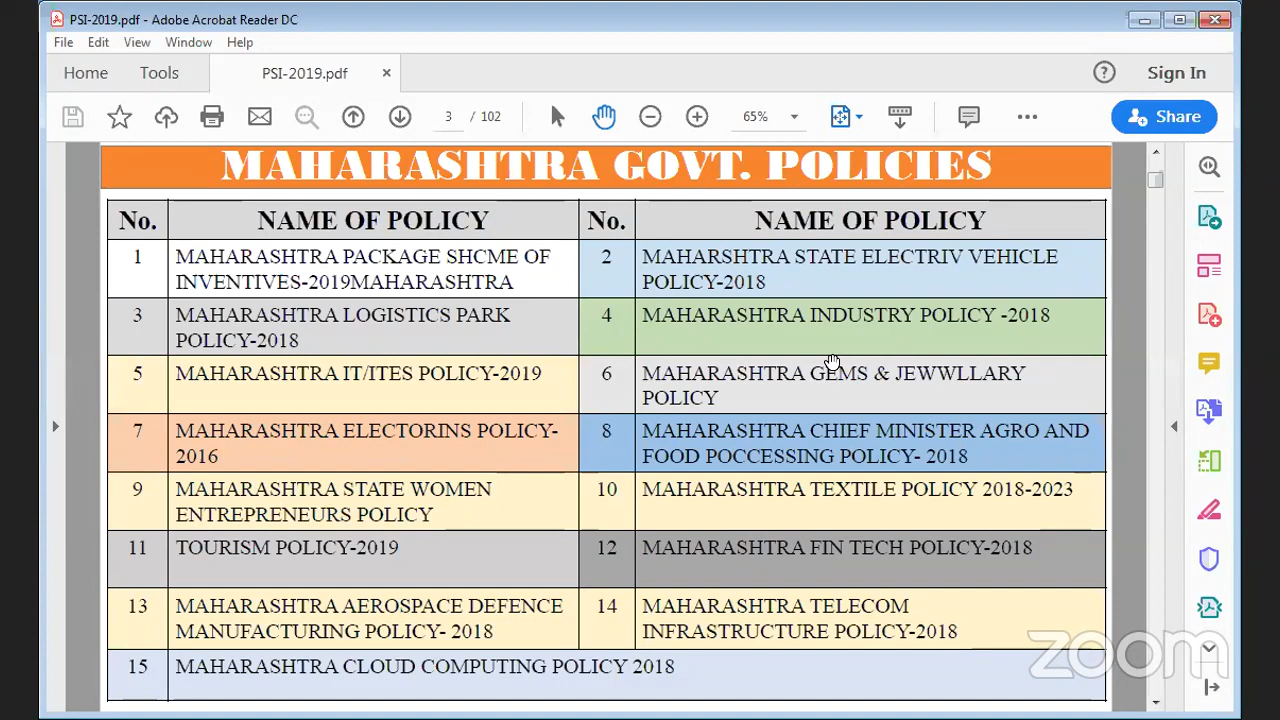 PSI-2019.pdf - Adobe Acrobat Reader DC
File Edit View Window Help
Home Tools PSI-2019.pdf × Sign In
3 / 102 65% Share
MAHARASHTRA GOVT. POLICIES
No. NAME OF POLICY No. NAME OF POLICY
1 MAHARASHTRA PACKAGE SHCME OF
INVENTIVES-2019MAHARASHTRA
2 MAHARSHTRA STATE ELECTRIV VEHICLE
POLICY-2018
3 MAHARASHTRA LOGISTICS PARK
POLICY-2018
4 MAHARASHTRA INDUSTRY POLICY -2018
5 MAHARASHTRA IT/ITES POLICY-2019
6 MAHARASHTRA GEMS & JEWWLLARY
POLICY
7 MAHARASHTRA ELECTORINS POLICY-
2016
8 MAHARASHTRA CHIEF MINISTER AGRO AND
FOOD POCCESSING POLICY- 2018
9 MAHARASHTRA STATE WOMEN
ENTREPRENEURS POLICY
10 MAHARASHTRA TEXTILE POLICY 2018-2023
11 TOURISM POLICY-2019
12 MAHARASHTRA FIN TECH POLICY-2018
13 MAHARASHTRA AEROSPACE DEFENCE
MANUFACTURING POLICY- 2018
14 MAHARASHTRA TELECOM
INFRASTRUCTURE POLICY-2018
15 MAHARASHTRA CLOUD COMPUTING POLICY 2018
zoom